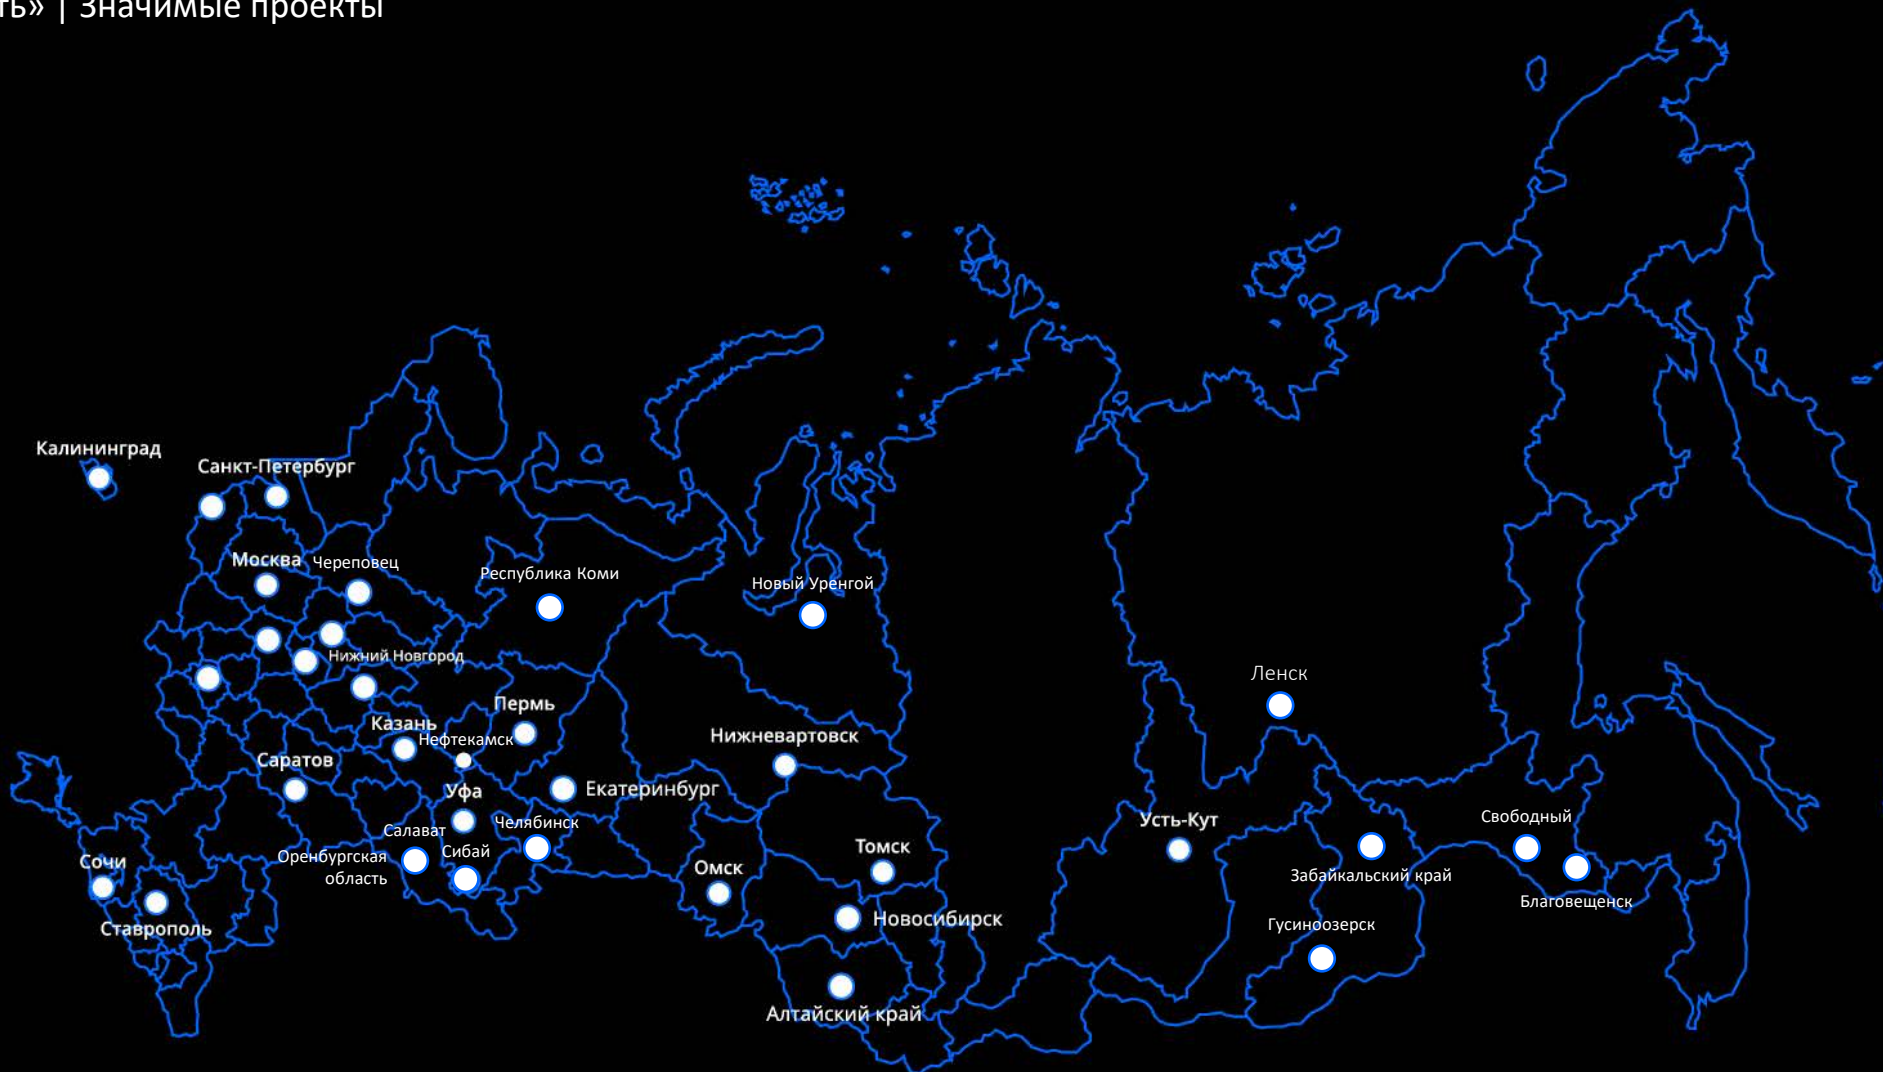 ть» | Значимые проекты
Калининград
Санкт-Петербург
Москва
Череповец
Республика Коми
Новый Уренгой
Нижний Новгород
Ленск
Пермь
Казань
Нефтекамск
Нижневартовск
Саратов
Уфа
Екатеринбург
Челябинск
Салават
Усть-Кут
Свободный
Сибай
Томск
Оренбургская
область
Сочи
Омск
Забайкальский край
Благовещенск
Ставрополь
Новосибирск
Гусиноозерск
Алтайский край